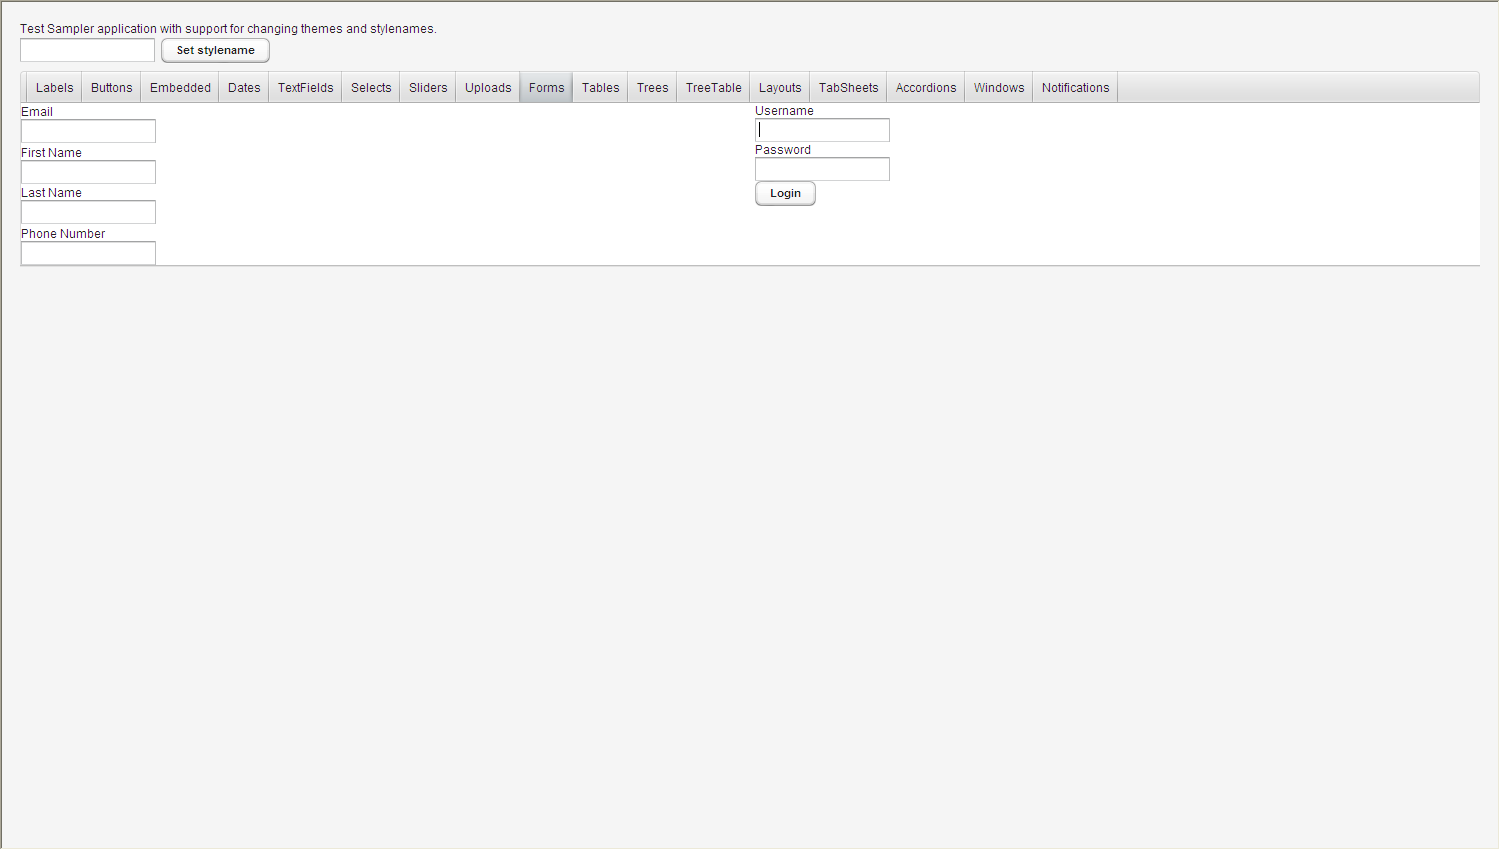 Test Sampler application with support for changing themes and stylenames.
Set stylename
Labels Buttons Embedded Dates TextFields Selects Sliders Uploads Forms Tables Trees TreeTable Layouts TabSheets Accordions Windows Notifications
Email
First Name
Last Name
Phone Number
Username
Password
Login